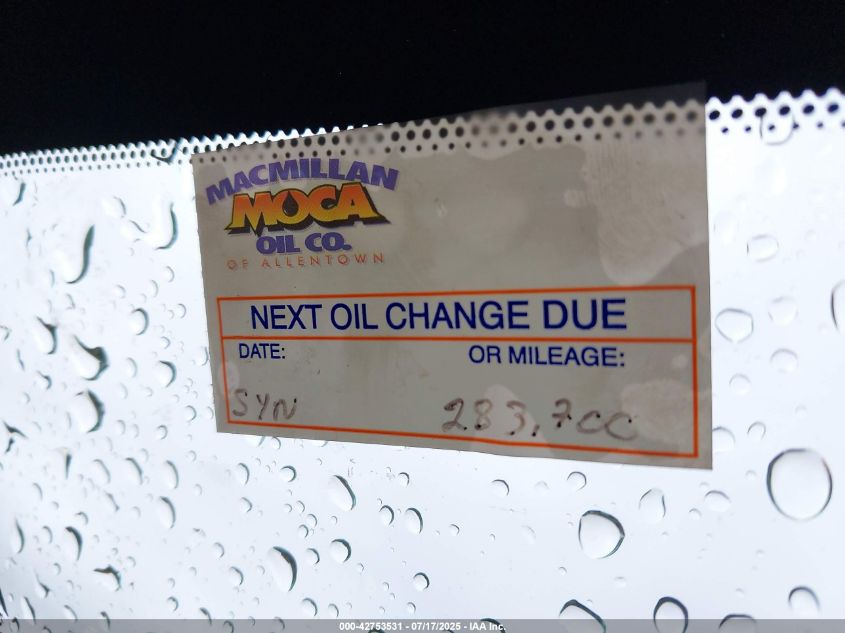 MACMILLAN
MOCA
OIL CO.
OF ALLENTOWN
NEXT OIL CHANGE DUE
DATE: OR MILEAGE:
SYN 283,7CC
000-42753531 - 07/17/2025 - IAA Inc.